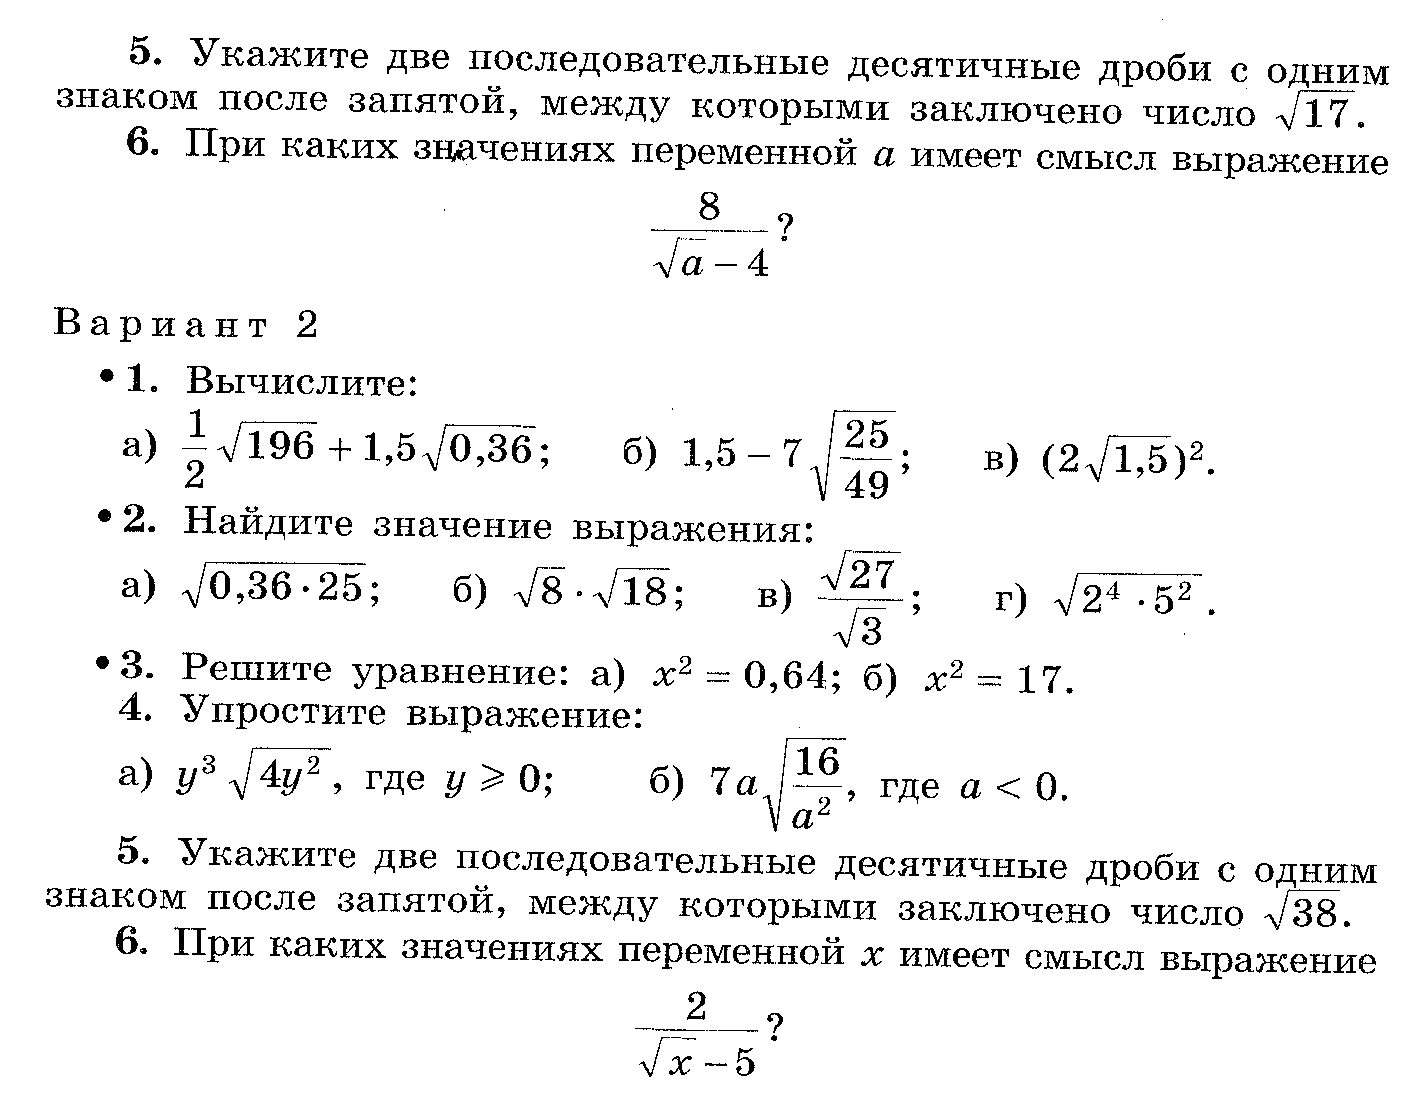 5. Укажите две последовательные десятичные дроби с одним
знаком после запятой, между которыми заключено число √17.
6. При каких значениях переменной a имеет смысл выражение
8/(√a − 4)?
Вариант 2
• 1. Вычислите:
а) 1/2 √196 + 1,5√0,36; б) 1,5 − 7√(25/49); в) (2√1,5)².
• 2. Найдите значение выражения:
а) √(0,36 · 25); б) √8 · √18; в) √27/√3; г) √(2⁴ · 5²).
• 3. Решите уравнение: а) x² = 0,64; б) x² = 17.
4. Упростите выражение:
а) y³√(4y²), где y ⩾ 0; б) 7a√(16/a²), где a < 0.
5. Укажите две последовательные десятичные дроби с одним
знаком после запятой, между которыми заключено число √38.
6. При каких значениях переменной x имеет смысл выражение
2/(√x − 5)?